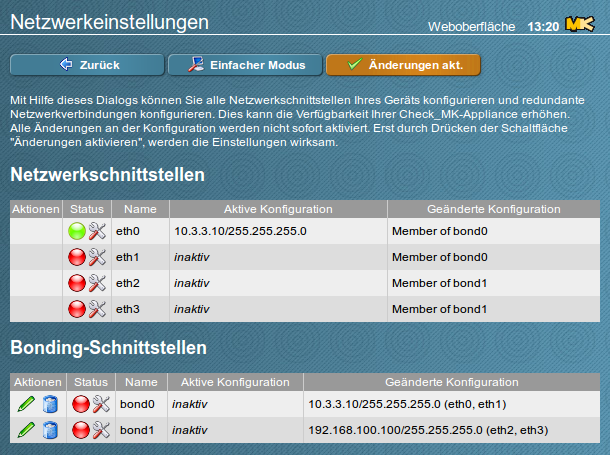 Netzwerkeinstellungen
Weboberfläche 13:20 MK
Zurück Einfacher Modus Änderungen akt.
Mit Hilfe dieses Dialogs können Sie alle Netzwerkschnittstellen Ihres Geräts konfigurieren und redundante
Netzwerkverbindungen konfigurieren. Dies kann die Verfügbarkeit Ihrer Check_MK-Appliance erhöhen.
Alle Änderungen an der Konfiguration werden nicht sofort aktiviert. Erst durch Drücken der Schaltfläche
"Änderungen aktivieren", werden die Einstellungen wirksam.
Netzwerkschnittstellen
Aktionen Status Name Aktive Konfiguration Geänderte Konfiguration
eth0 10.3.3.10/255.255.255.0 Member of bond0
eth1 inaktiv Member of bond0
eth2 inaktiv Member of bond1
eth3 inaktiv Member of bond1
Bonding-Schnittstellen
Aktionen Status Name Aktive Konfiguration Geänderte Konfiguration
bond0 inaktiv 10.3.3.10/255.255.255.0 (eth0, eth1)
bond1 inaktiv 192.168.100.100/255.255.255.0 (eth2, eth3)